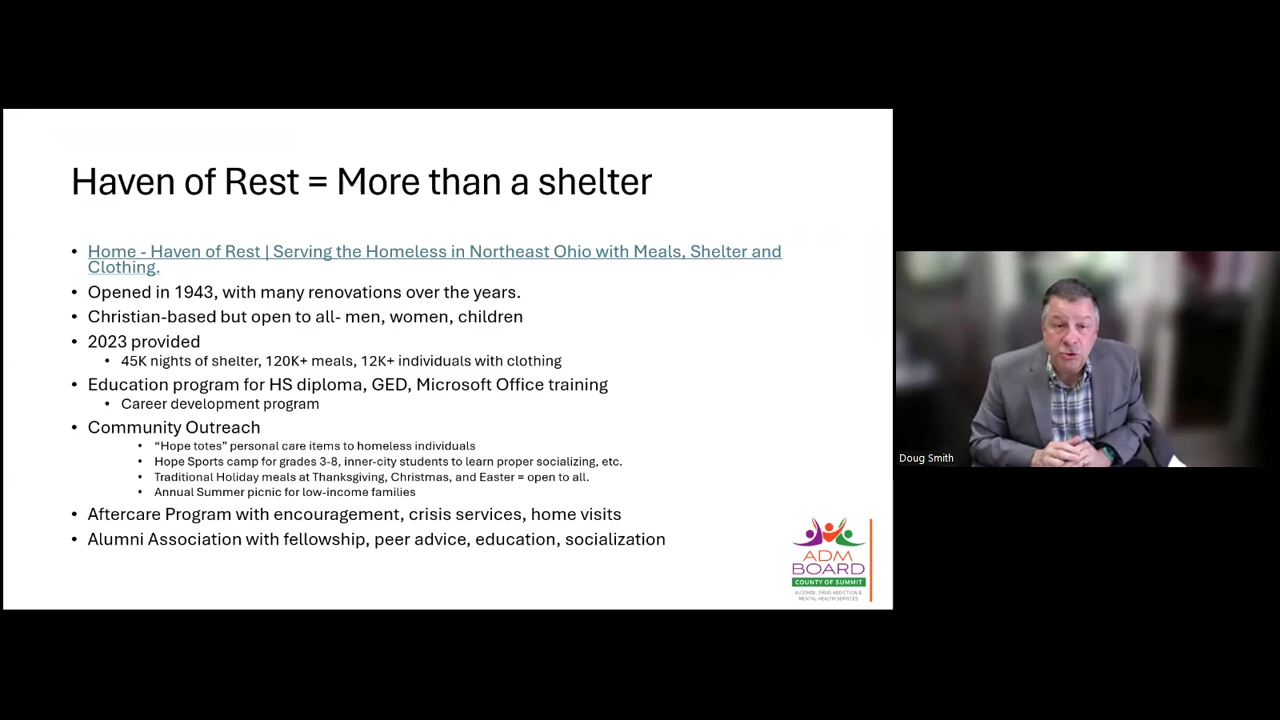 Haven of Rest = More than a shelter
• Home - Haven of Rest | Serving the Homeless in Northeast Ohio with Meals, Shelter and
Clothing.
• Opened in 1943, with many renovations over the years.
• Christian-based but open to all- men, women, children
• 2023 provided
• 45K nights of shelter, 120K+ meals, 12K+ individuals with clothing
• Education program for HS diploma, GED, Microsoft Office training
• Career development program
• Community Outreach
• “Hope totes” personal care items to homeless individuals
• Hope Sports camp for grades 3-8, inner-city students to learn proper socializing, etc.
• Traditional Holiday meals at Thanksgiving, Christmas, and Easter = open to all.
• Annual Summer picnic for low-income families
• Aftercare Program with encouragement, crisis services, home visits
• Alumni Association with fellowship, peer advice, education, socialization
ADM
BOARD
COUNTY OF SUMMIT
ALCOHOL, DRUG ADDICTION &
MENTAL HEALTH SERVICES
Doug Smith